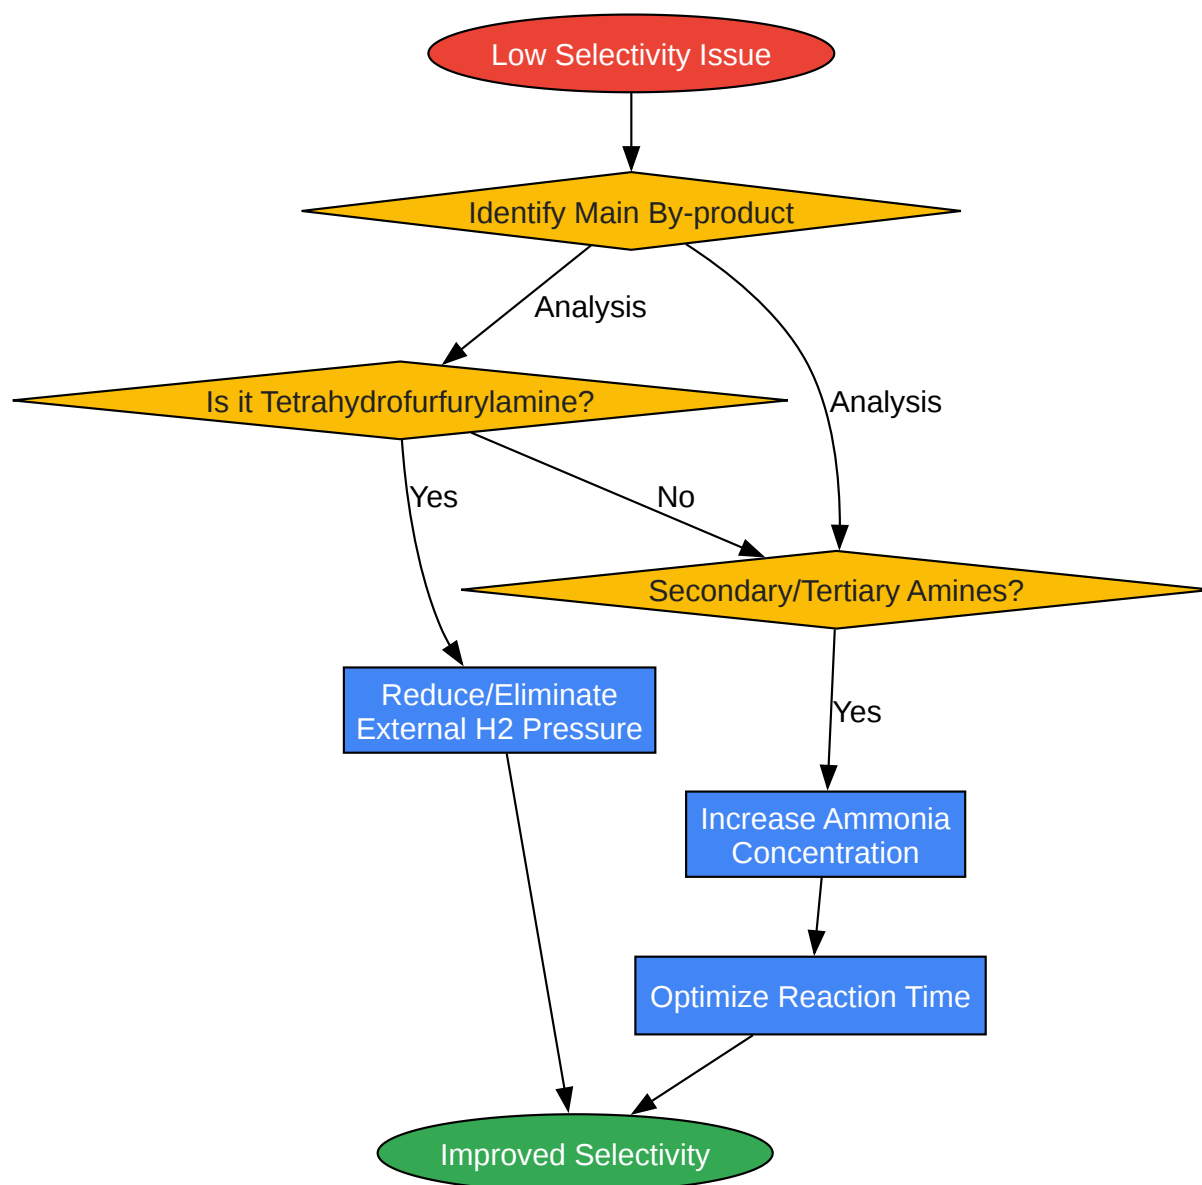 Low Selectivity Issue
Identify Main By-product
Analysis
Is it Tetrahydrofurfurylamine?
Analysis
Yes
No
Secondary/Tertiary Amines?
Reduce/Eliminate
External H2 Pressure
Yes
Increase Ammonia
Concentration
Optimize Reaction Time
Improved Selectivity